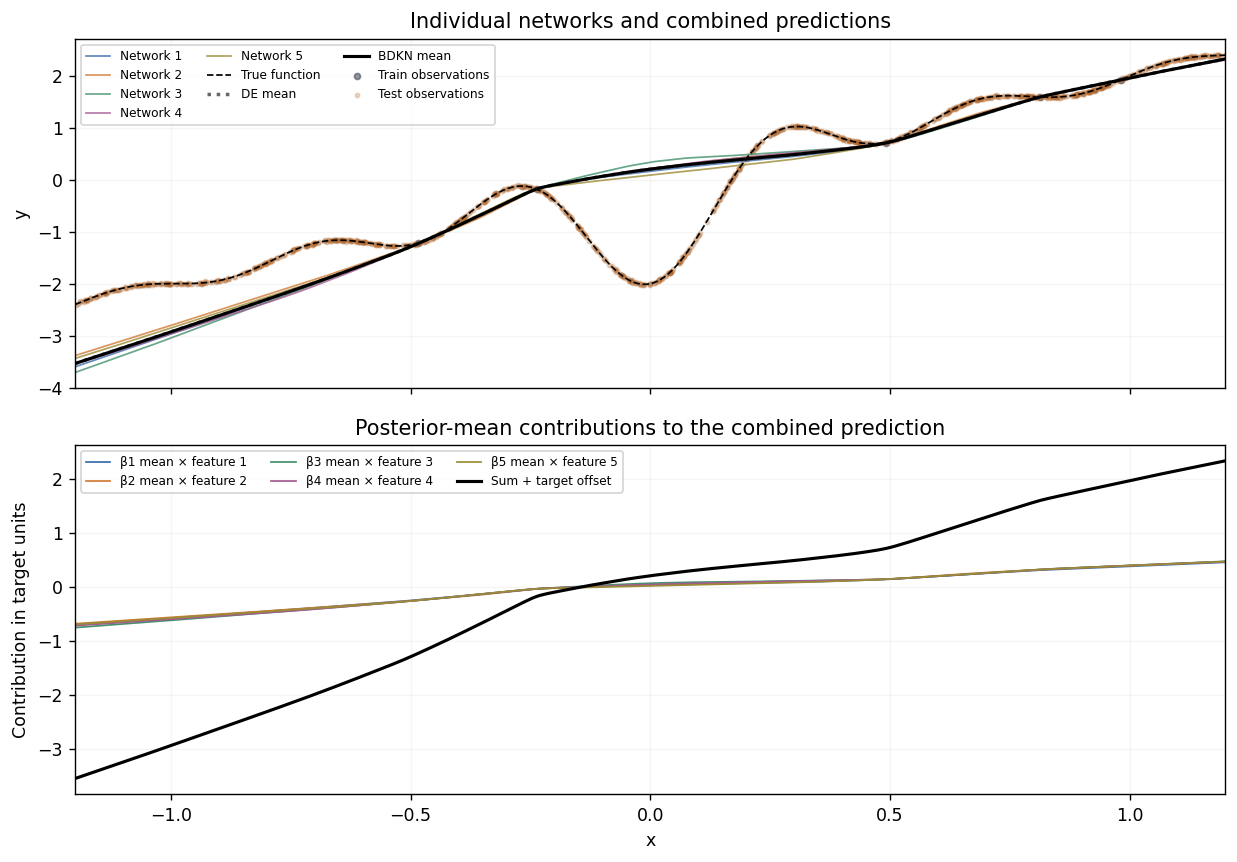 Individual networks and combined predictions
Network 1
Network 2
Network 3
Network 4
Network 5
True function
DE mean
BDKN mean
Train observations
Test observations
y
2
1
0
−1
−2
−3
−4
Posterior-mean contributions to the combined prediction
β1 mean × feature 1
β2 mean × feature 2
β3 mean × feature 3
β4 mean × feature 4
β5 mean × feature 5
Sum + target offset
Contribution in target units
2
1
0
−1
−2
−3
−1.0
−0.5
0.0
0.5
1.0
x